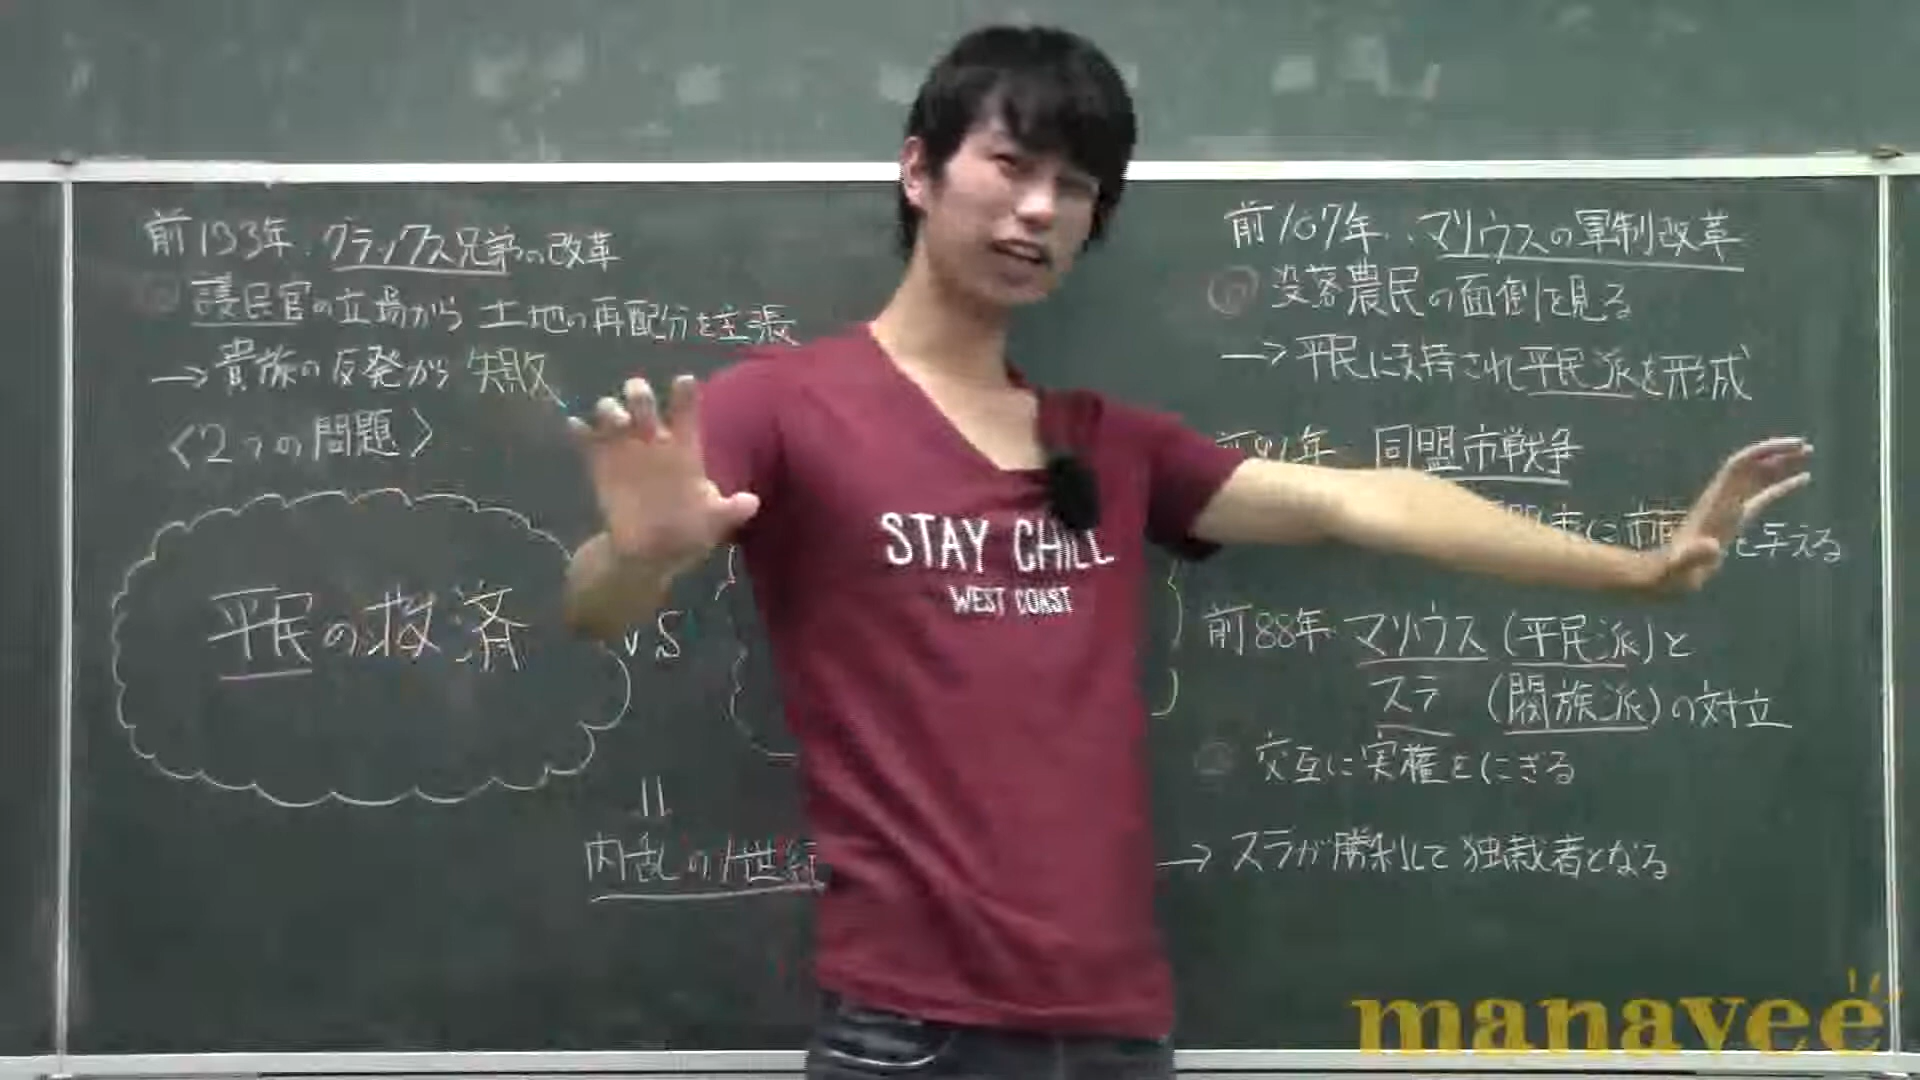 前133年 グラックス兄弟の改革
護民官の立場から 土地の再配分を主張
→貴族の反発から 失敗
〈2つの問題〉
平民の救済
vs
内乱の1世紀
STAY CHILL
WEST COAST
前107年 マリウスの軍制改革
没落農民の面倒を見る
→平民に支持され平民派を形成
前91年 同盟市戦争
に市 を与える
前88年 マリウス (平民派)と
スラ (閥族派)の対立
交互に実権をにぎる
→スラが勝利して独裁者となる
manavee